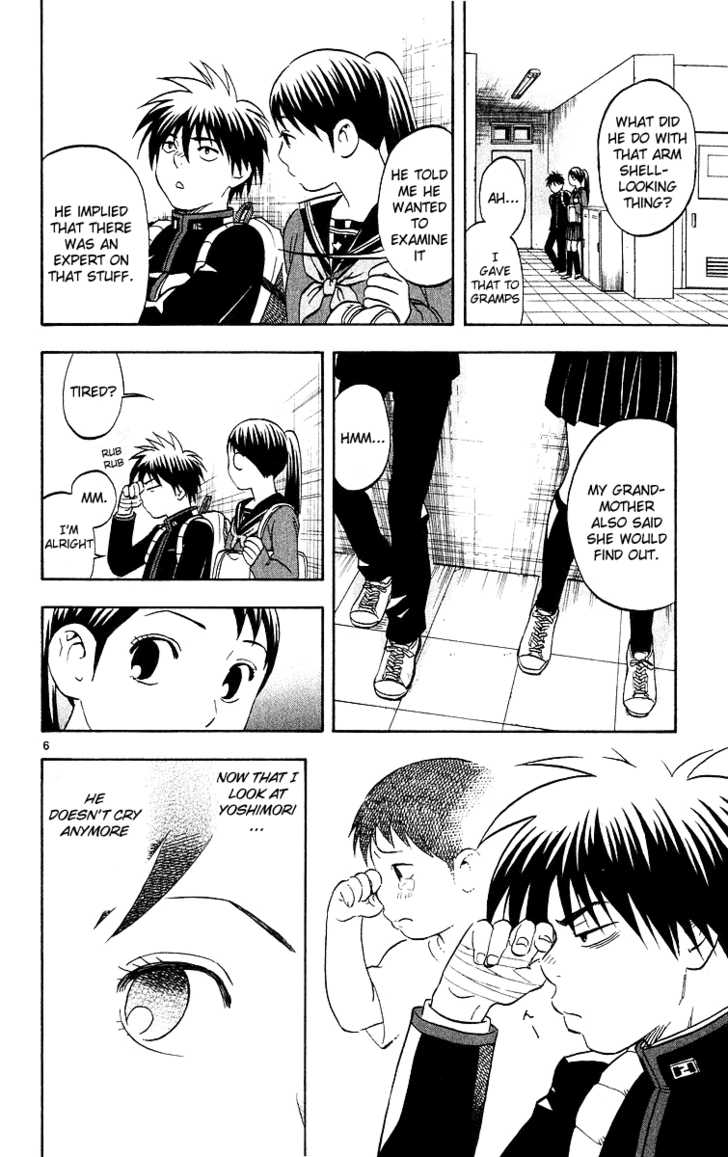 WHAT DID
HE DO WITH
THAT ARM
SHELL-
LOOKING
THING?
AH...
I
GAVE
THAT TO
GRAMPS
HE TOLD
ME HE
WANTED
TO
EXAMINE
IT
HE IMPLIED
THAT THERE
WAS AN
EXPERT ON
THAT STUFF.
MY GRAND-
MOTHER
ALSO SAID
SHE WOULD
FIND OUT.
HMM...
TIRED?
RUB
RUB
MM.
I'M
ALRIGHT
6
NOW THAT I
LOOK AT
YOSHIMORI
...
HE
DOESN'T CRY
ANYMORE